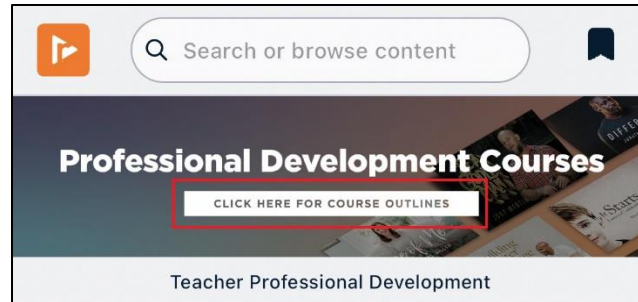 Search or browse content
Professional Development Courses
CLICK HERE FOR COURSE OUTLINES
Teacher Professional Development